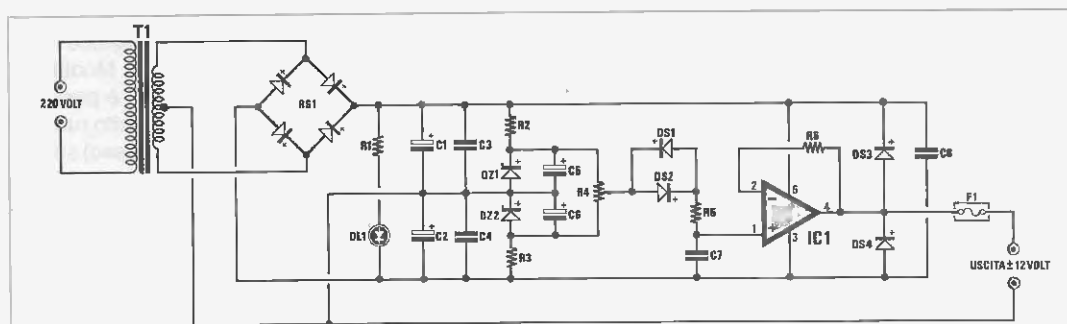 T1
220 VOLT
RS1
R1
DL1
C1
C2
C3
C4
R2
DZ1
DZ2
R3
C5
C6
R4
DS1
DS2
R5
C7
R6
2
1
5
4
3
IC1
DS3
DS4
C8
F1
USCITA ± 12 VOLT